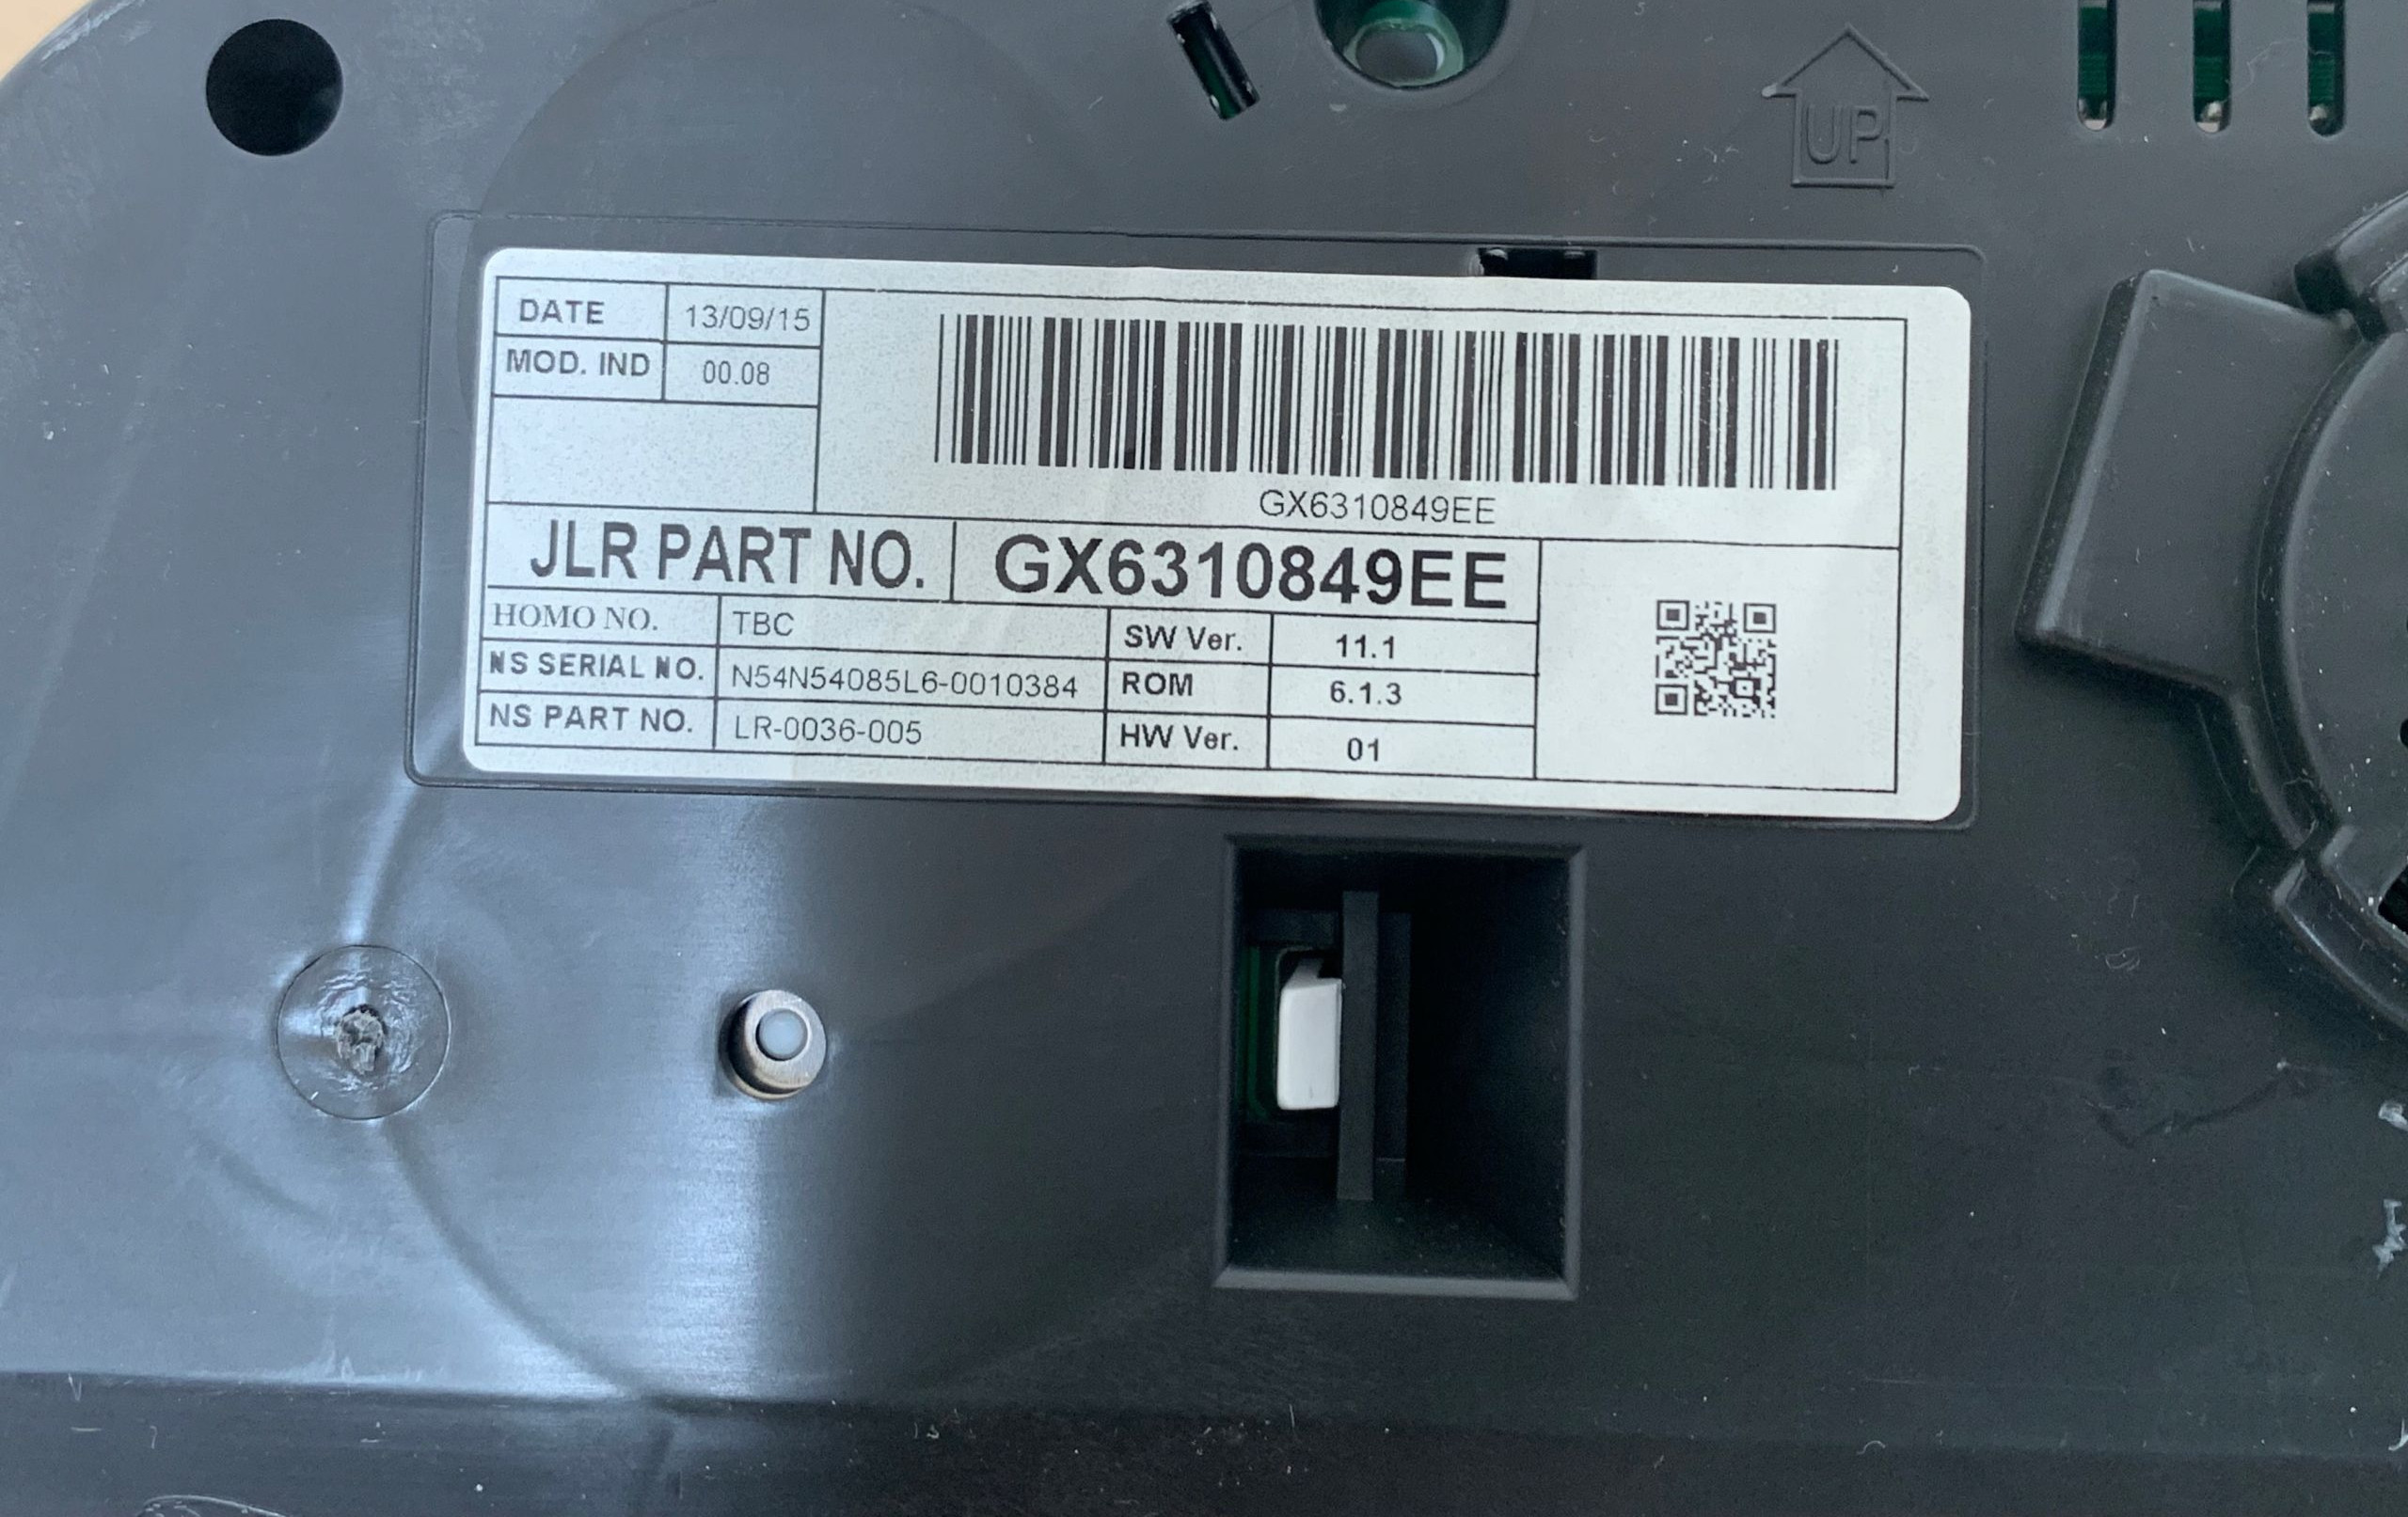 UP
DATE 13/09/15
MOD. IND 00.08
GX6310849EE
JLR PART NO. GX6310849EE
HOMO NO. TBC SW Ver. 11.1
NS SERIAL NO. N54N54085L6-0010384 ROM 6.1.3
NS PART NO. LR-0036-005 HW Ver. 01